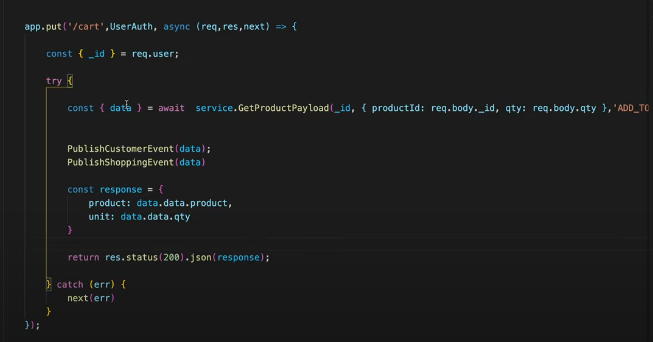 app.put('/cart',UserAuth, async (req,res,next) => {
const { _id } = req.user;
try {
const { data } = await  service.GetProductPayload(_id, { productId: req.body._id, qty: req.body.qty },'ADD_TO
PublishCustomerEvent(data);
PublishShoppingEvent(data)
const response = {
product: data.data.product,
unit: data.data.qty
}
return res.status(200).json(response);
} catch (err) {
next(err)
}
});